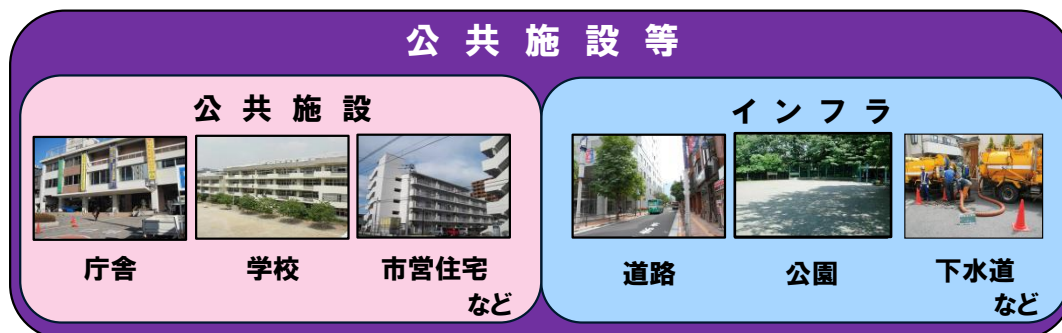 公共施設等
公共施設
庁舎
学校
市営住宅
など
インフラ
道路
公園
下水道
など